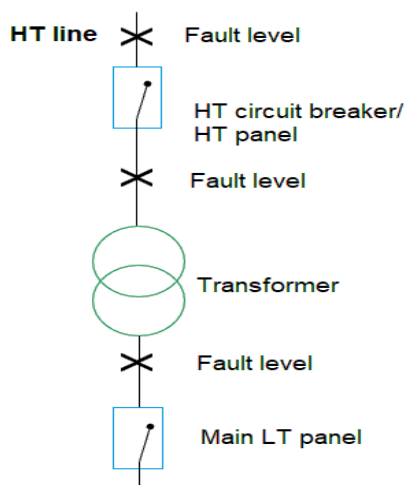 HT line
Fault level
HT circuit breaker/
HT panel
Fault level
Transformer
Fault level
Main LT panel